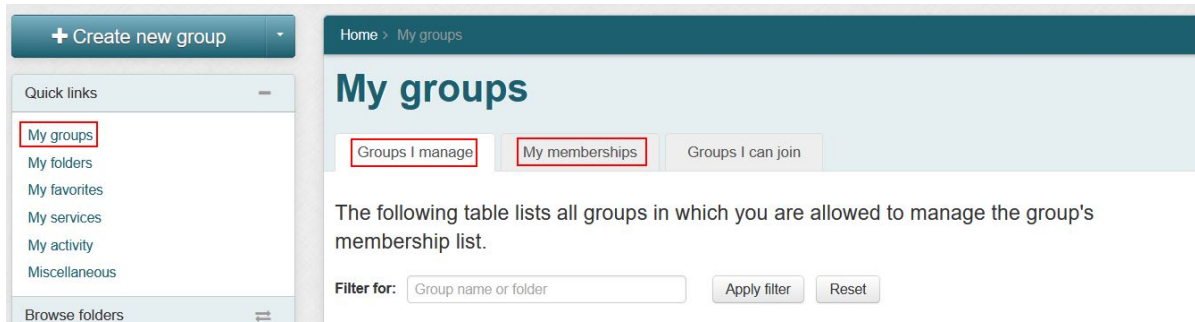 + Create new group
Quick links
My groups
My folders
My favorites
My services
My activity
Miscellaneous
Browse folders
Home > My groups
My groups
Groups I manage My memberships Groups I can join
The following table lists all groups in which you are allowed to manage the group's
membership list.
Filter for: Group name or folder Apply filter Reset